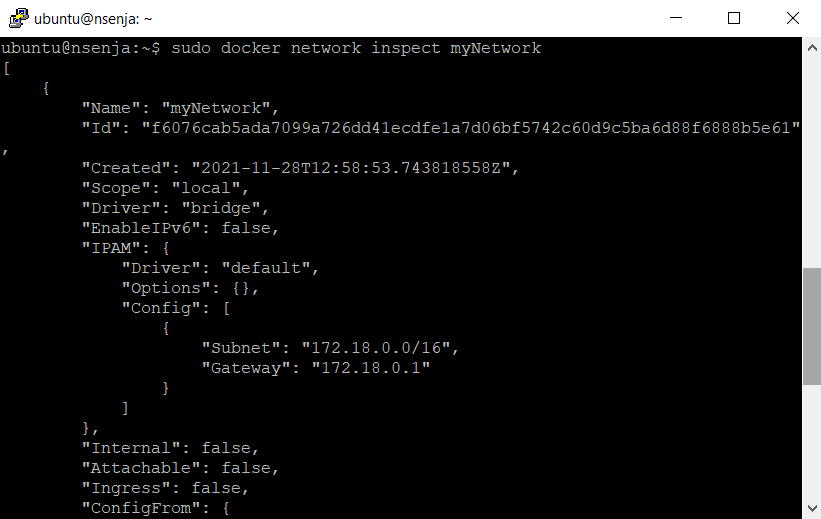 ubuntu@nsenja: ~
ubuntu@nsenja:~$ sudo docker network inspect myNetwork
[
    {
        "Name": "myNetwork",
        "Id": "f6076cab5ada7099a726dd41ecdfe1a7d06bf5742c60d9c5ba6d88f6888b5e61"
,
        "Created": "2021-11-28T12:58:53.743818558Z",
        "Scope": "local",
        "Driver": "bridge",
        "EnableIPv6": false,
        "IPAM": {
            "Driver": "default",
            "Options": {},
            "Config": [
                {
                    "Subnet": "172.18.0.0/16",
                    "Gateway": "172.18.0.1"
                }
            ]
        },
        "Internal": false,
        "Attachable": false,
        "Ingress": false,
        "ConfigFrom": {